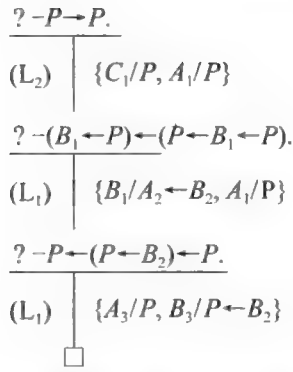 ? –P→P.
(L₂) {C₁/P, A₁/P}
? –(B₁←P)←(P←B₁←P).
(L₁) {B₁/A₂←B₂, A₁/P}
? –P←(P←B₂)←P.
(L₁) {A₃/P, B₃/P←B₂}